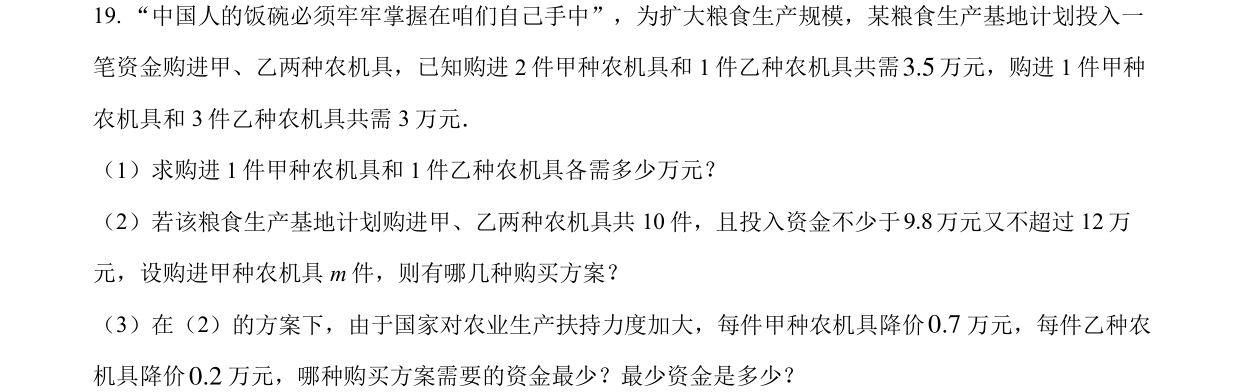 19. “中国人的饭碗必须牢牢掌握在咱们自己手中”，为扩大粮食生产规模，某粮食生产基地计划投入一
笔资金购进甲、乙两种农机具，已知购进 2 件甲种农机具和 1 件乙种农机具共需3.5万元，购进 1 件甲种
农机具和 3 件乙种农机具共需 3 万元．
（1）求购进 1 件甲种农机具和 1 件乙种农机具各需多少万元？
（2）若该粮食生产基地计划购进甲、乙两种农机具共 10 件，且投入资金不少于9.8万元又不超过 12 万
元，设购进甲种农机具 m 件，则有哪几种购买方案？
（3）在（2）的方案下，由于国家对农业生产扶持力度加大，每件甲种农机具降价0.7 万元，每件乙种农
机具降价0.2 万元，哪种购买方案需要的资金最少？最少资金是多少？